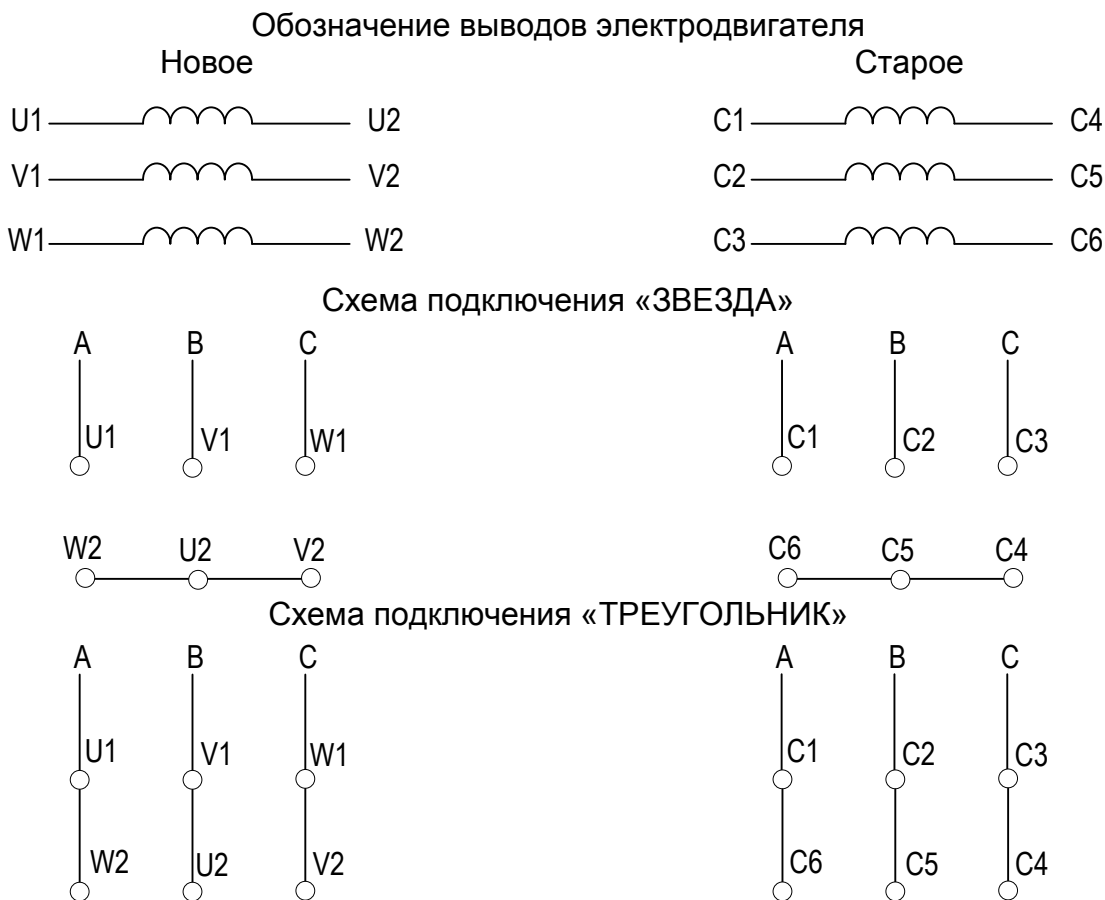 Обозначение выводов электродвигателя
Новое Старое
U1 U2 C1 C4
V1 V2 C2 C5
W1 W2 C3 C6
Схема подключения «ЗВЕЗДА»
A B C A B C
U1 V1 W1 C1 C2 C3
W2 U2 V2 C6 C5 C4
Схема подключения «ТРЕУГОЛЬНИК»
A B C A B C
U1 V1 W1 C1 C2 C3
W2 U2 V2 C6 C5 C4